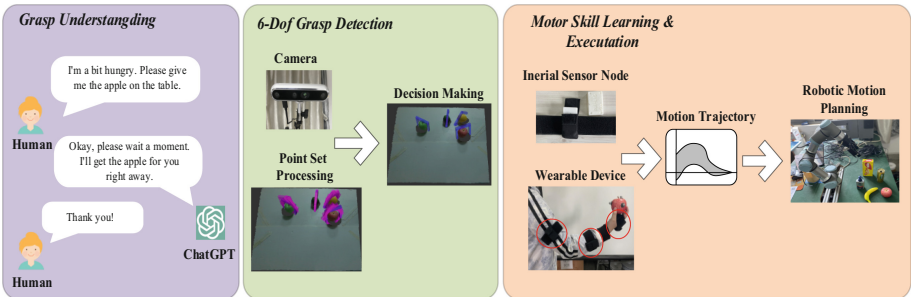 Grasp Understangding
I'm a bit hungry. Please give
me the apple on the table.
Human
Okay, please wait a moment.
I'll get the apple for you
right away.
Thank you!
ChatGPT
Human
6-Dof Grasp Detection
Camera
Decision Making
Point Set
Processing
Motor Skill Learning &
Executation
Inerial Sensor Node
Motion Trajectory
Robotic Motion
Planning
Wearable Device